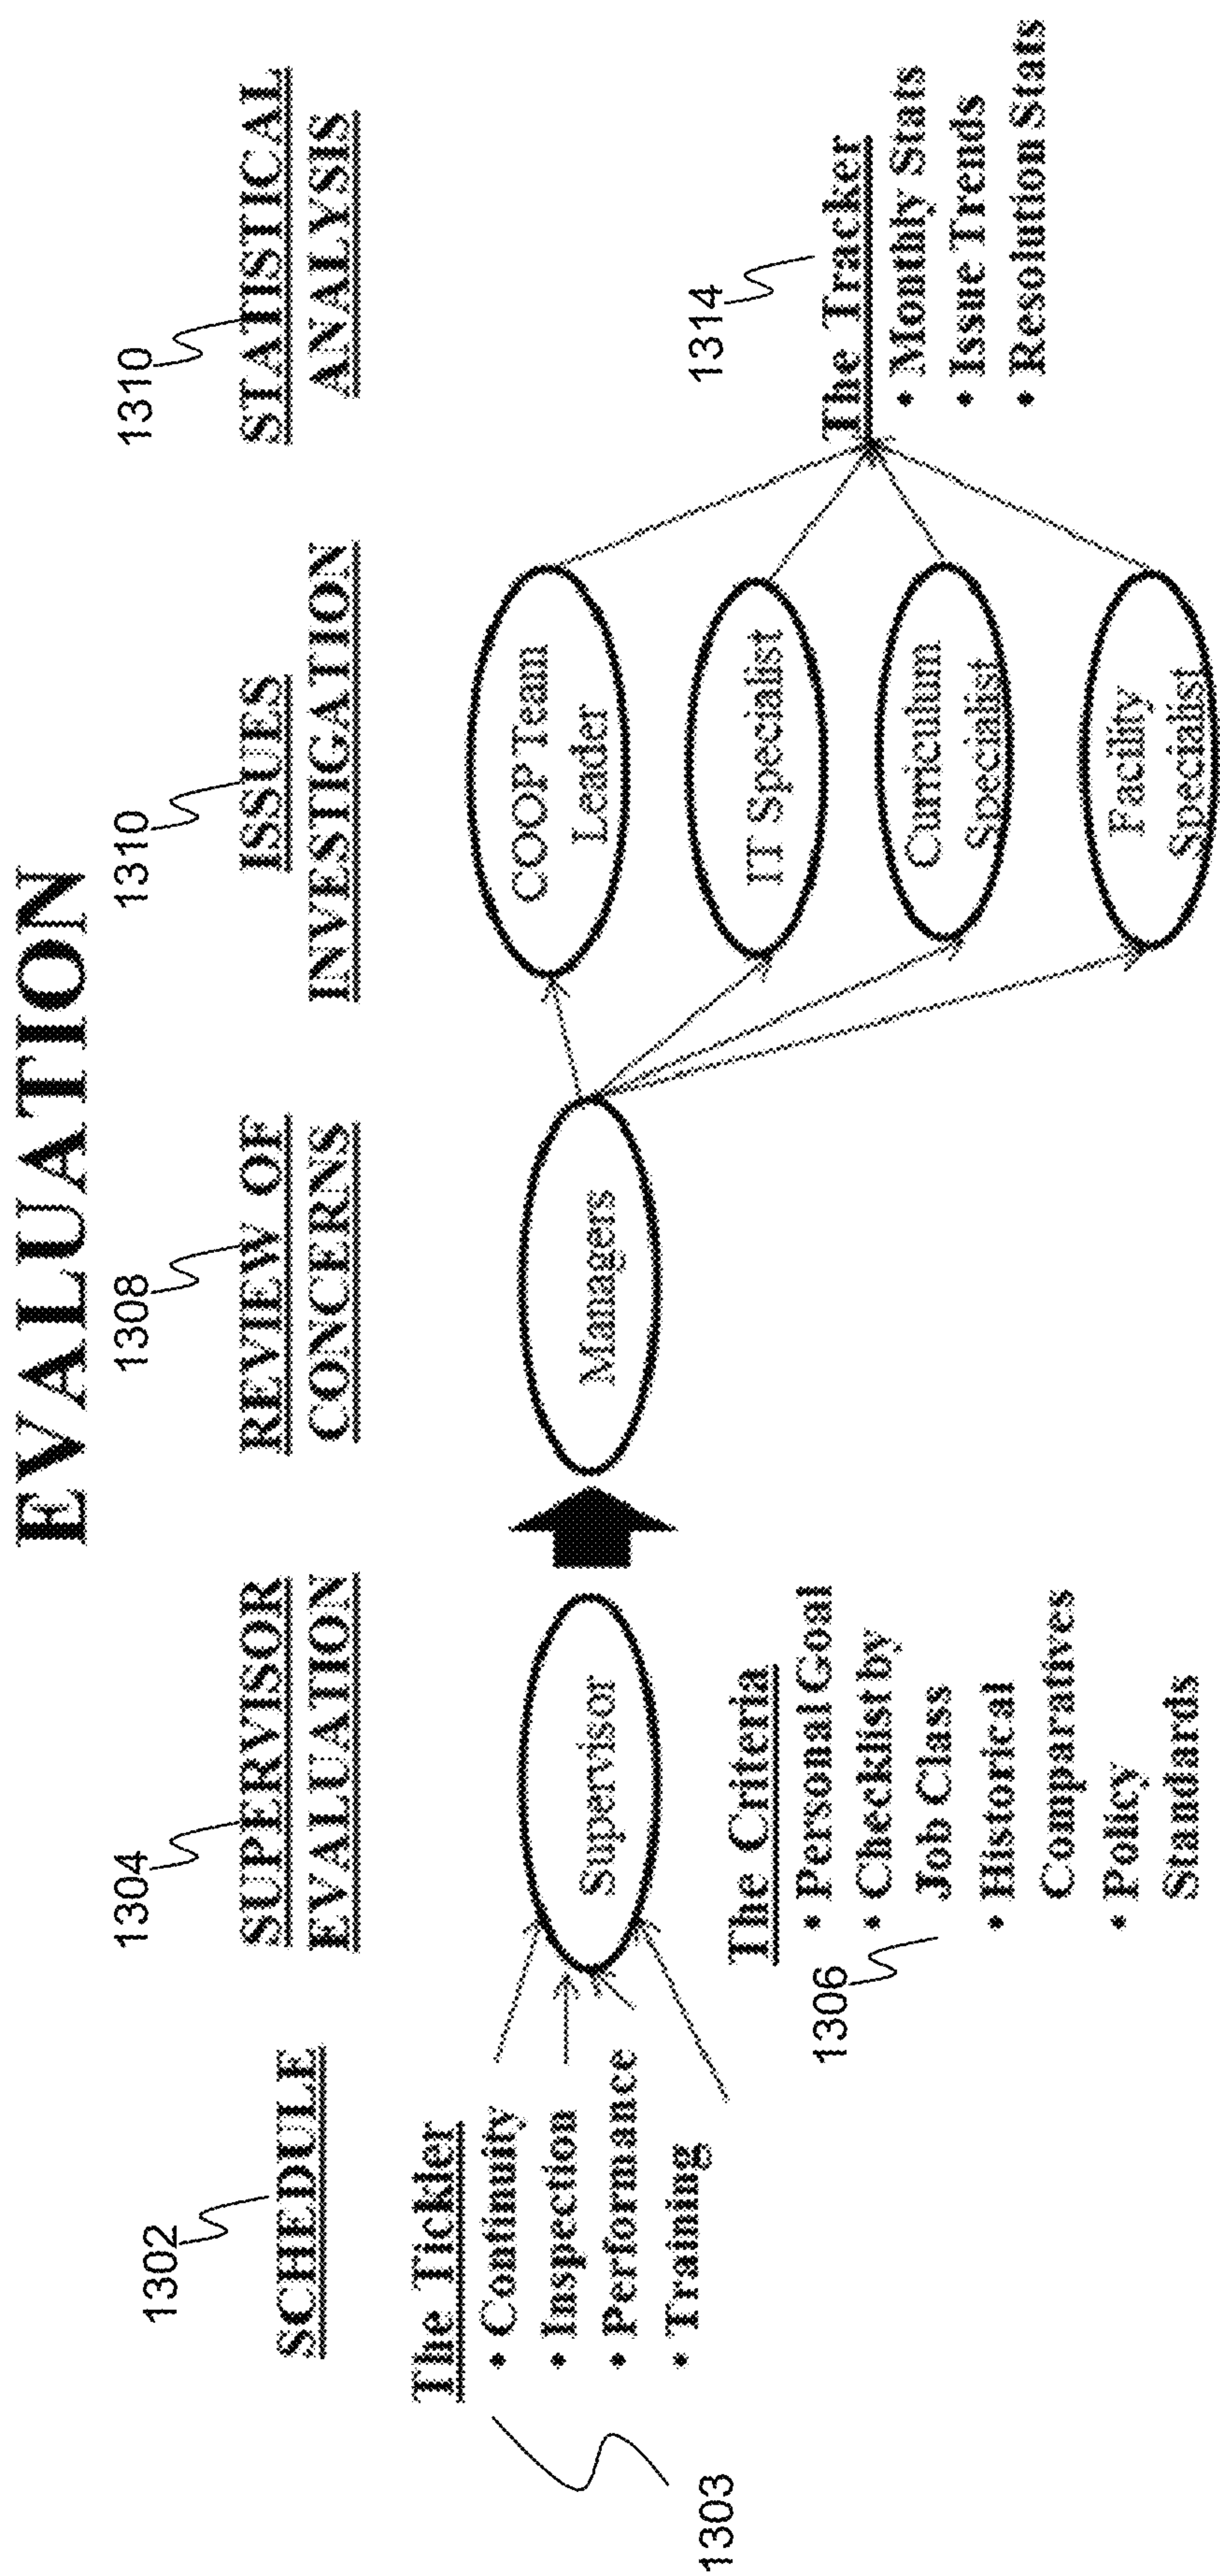 EVALUATION
1302
SCHEDULE
1303
The Tickler
• Continuity
• Inspection
• Performance
• Training
1304
SUPERVISOR
EVALUATION
Supervisor
1306
The Criteria
• Personal Goal
• Checklist by
Job Class
• Historical
Comparatives
• Policy
Standards
1308
REVIEW OF
CONCERNS
Managers
1310
ISSUES
INVESTIGATION
COOP Team
Leader
IT Specialist
Curriculum
Specialist
Facility
Specialist
1310
STATISTICAL
ANALYSIS
1314
The Tracker
• Monthly Stats
• Issue Trends
• Resolution Stats